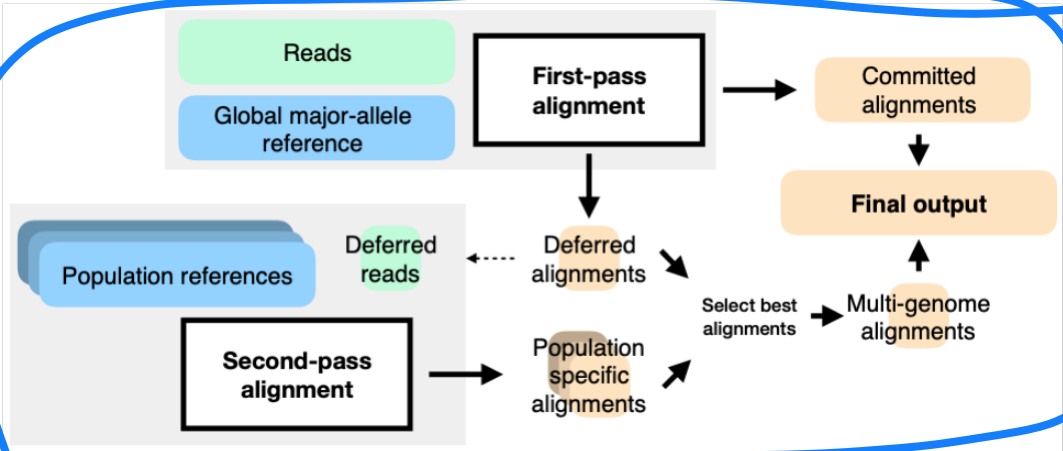 Reads
Global major-allele
reference
First-pass
alignment
Committed
alignments
Final output
Population references
Deferred
reads
Deferred
alignments
Select best
alignments
Multi-genome
alignments
Second-pass
alignment
Population
specific
alignments